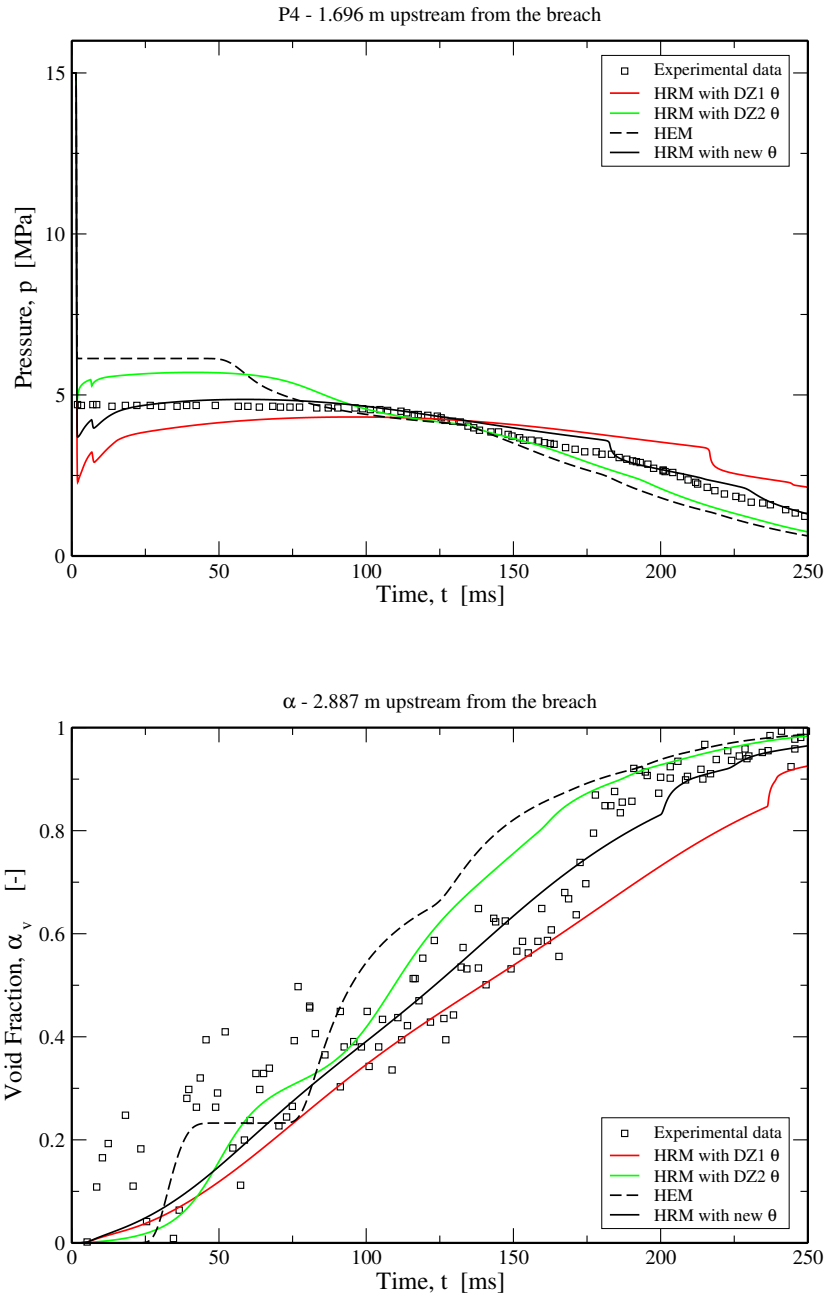 P4 - 1.696 m upstream from the breach
15
10
5
0
Pressure, p [MPa]
Experimental data
HRM with DZ1 θ
HRM with DZ2 θ
HEM
HRM with new θ
0 50 100 150 200 250
Time, t [ms]
α - 2.887 m upstream from the breach
1
0.8
0.6
0.4
0.2
0
Void Fraction, α_v [-]
Experimental data
HRM with DZ1 θ
HRM with DZ2 θ
HEM
HRM with new θ
0 50 100 150 200 250
Time, t [ms]